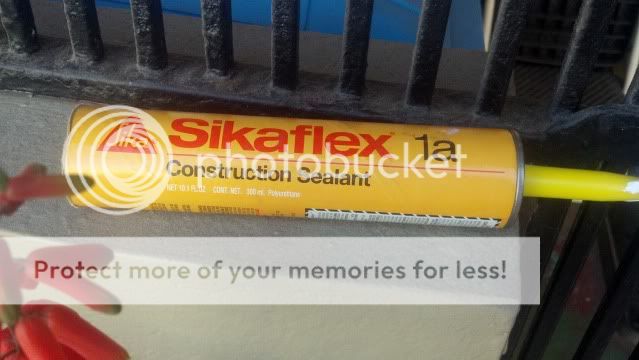 Sika
Sikaflex 1a.
photobucket
Construction Sealant
NET 10.1 FL.OZ CONT. NET. 300 ml. Polyurethane
Protect more of your memories for less!